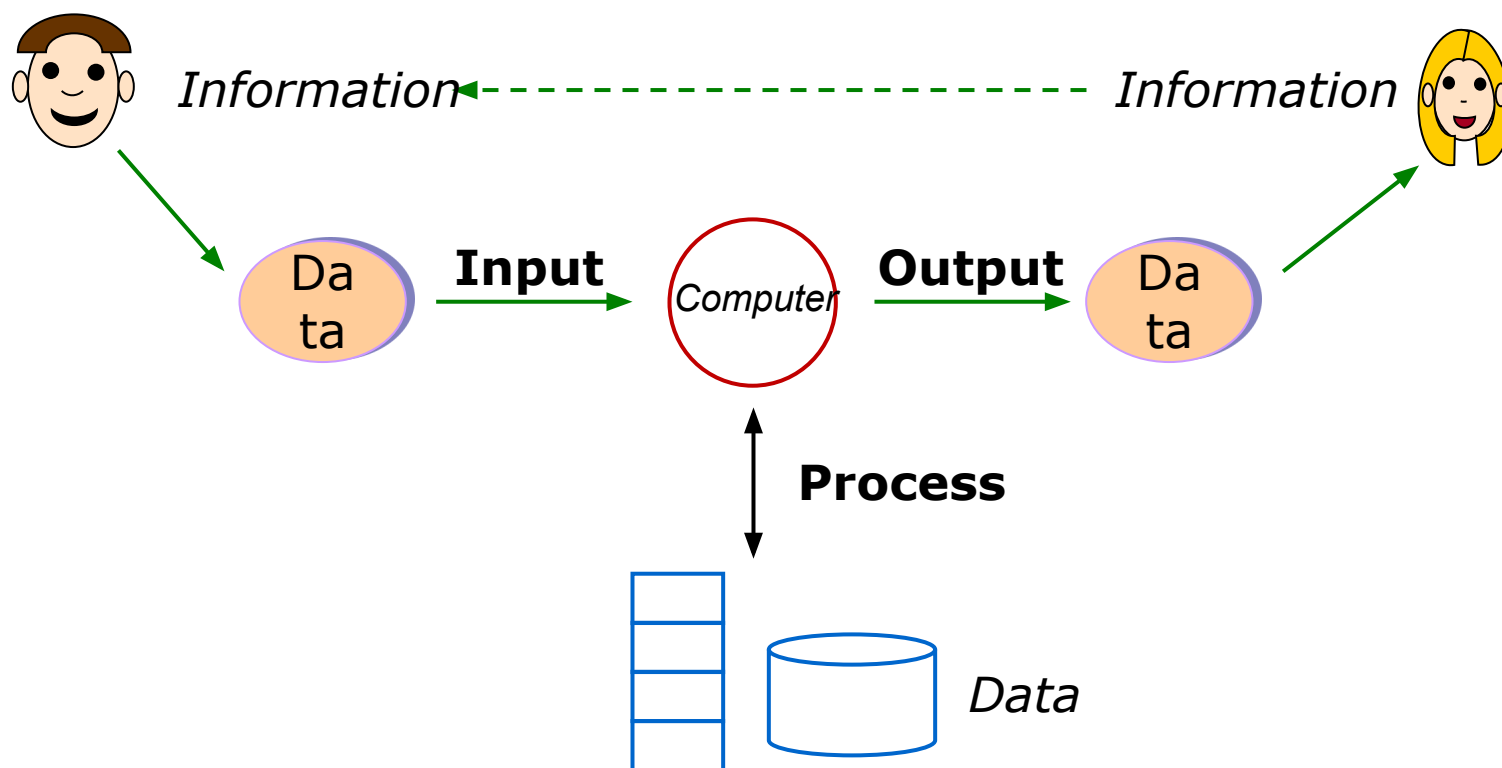 Information
Information
Da
ta
Input
Computer
Output
Da
ta
Process
Data